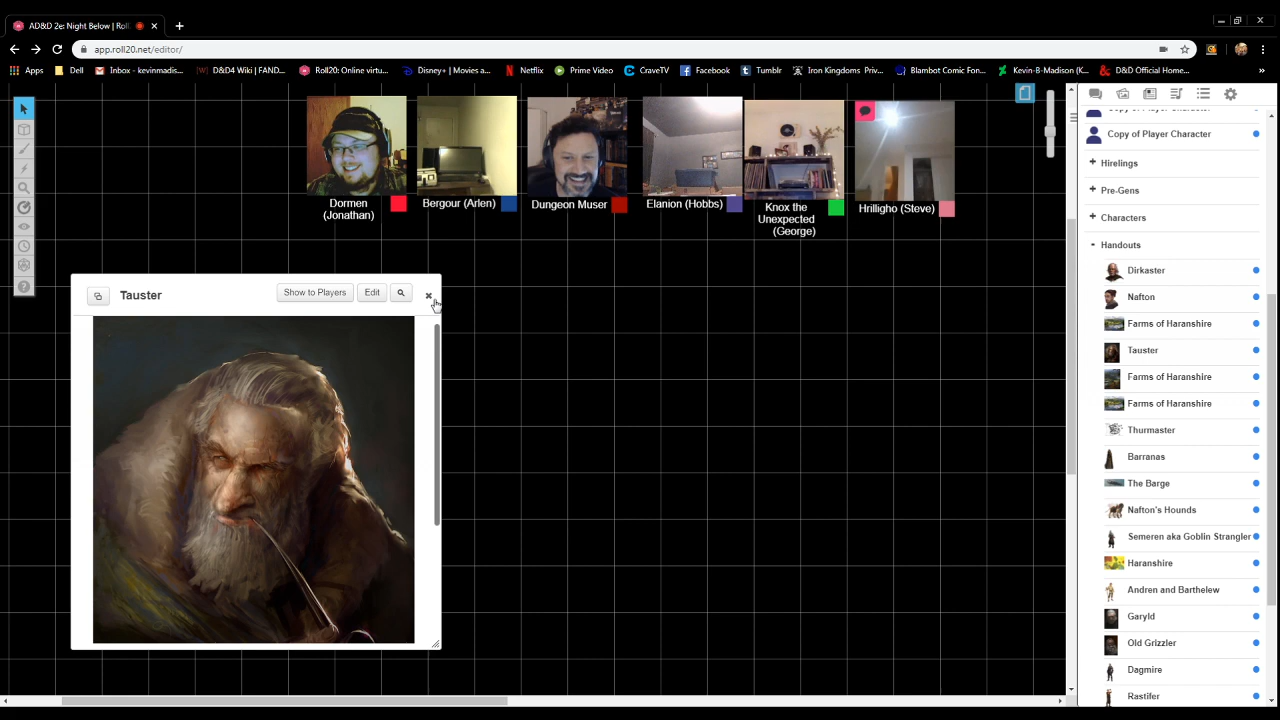 AD&D 2e: Night Below | Roll
app.roll20.net/editor/
Apps
Dell
Inbox - kevinmadis...
D&D4 Wiki | FAND...
Roll20: Online virtu...
Disney+ | Movies a...
Netflix
Prime Video
CraveTV
Facebook
Tumblr
Iron Kingdoms Priv...
Blambot Comic Fon...
Kevin-B-Madison (K...
D&D Official Home...
»
Dormen
(Jonathan)
Bergour (Arlen)
Dungeon Muser
Elanion (Hobbs)
Knox the
Unexpected
(George)
Hrilligho (Steve)
Tauster
Show to Players
Edit
Copy of Player Character
Copy of Player Character
Hirelings
Pre-Gens
Characters
Handouts
Dirkaster
Nafton
Farms of Haranshire
Tauster
Farms of Haranshire
Farms of Haranshire
Thurmaster
Barranas
The Barge
Nafton's Hounds
Semeren aka Goblin Strangler
Haranshire
Andren and Barthelew
Garyld
Old Grizzler
Dagmire
Rastifer